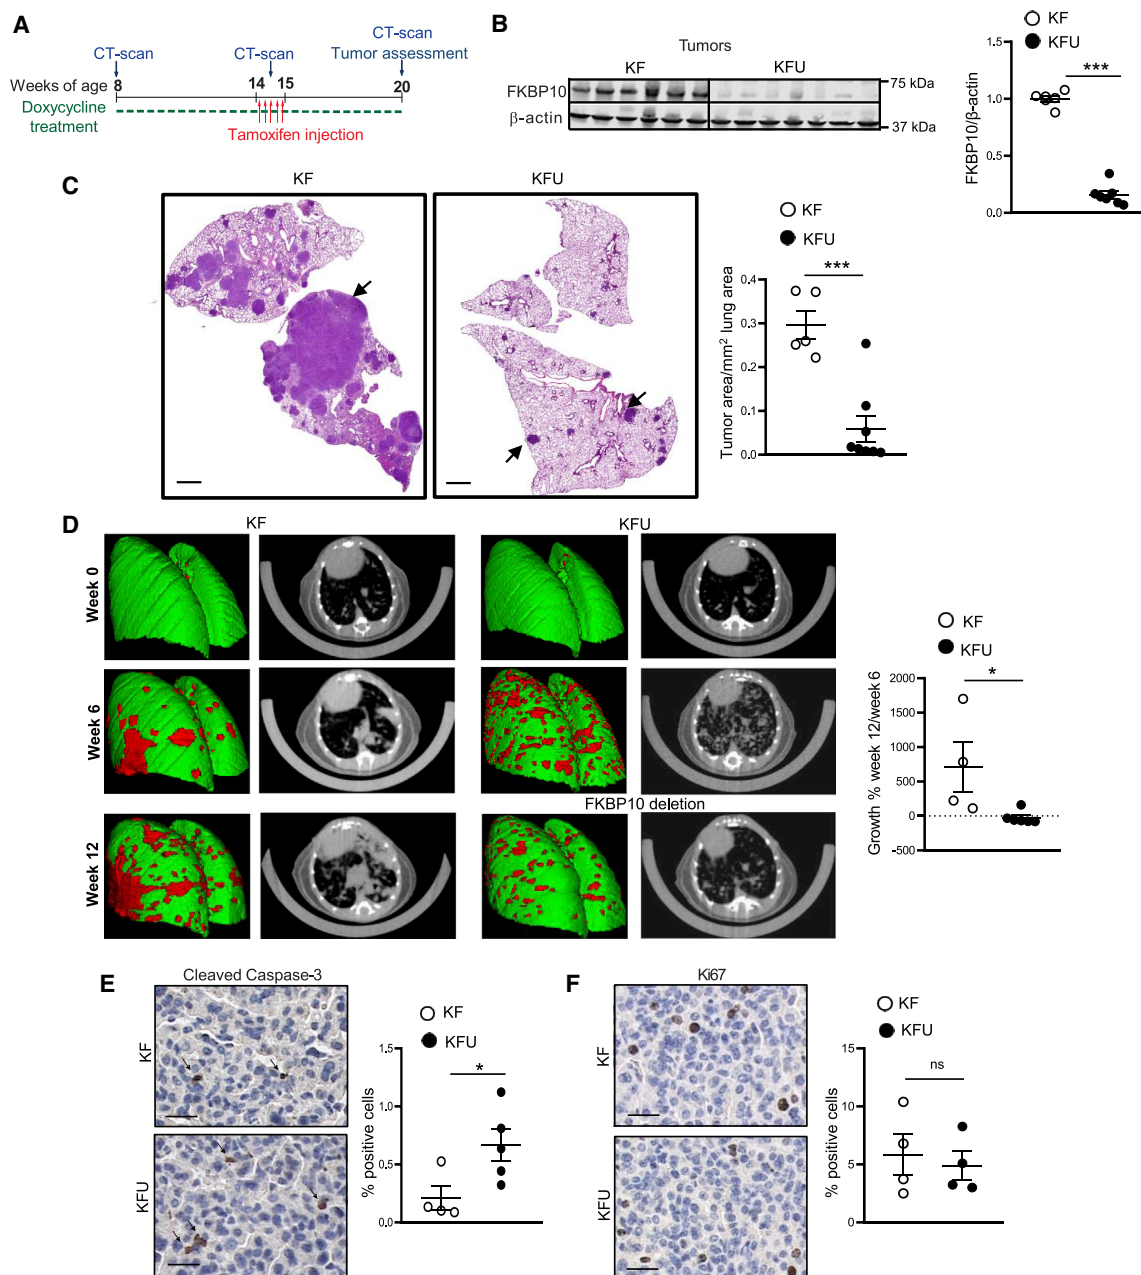 A
CT-scan
CT-scan
CT-scan
Tumor assessment
Weeks of age
8
14
15
20
Doxycycline
treatment
Tamoxifen injection
B
Tumors
KF
KFU
FKBP10
β-actin
75 kDa
37 kDa
KF
KFU
***
FKBP10/β-actin
1.5
1.0
0.5
0.0
C
KF
KFU
KF
KFU
***
Tumor area/mm² lung area
0.4
0.3
0.2
0.1
0.0
D
KF
KFU
Week 0
Week 6
FKBP10 deletion
Week 12
KF
KFU
*
Growth % week 12/week 6
2000
1500
1000
500
0
-500
E
Cleaved Caspase-3
KF
KFU
KF
KFU
*
% positive cells
1.5
1.0
0.5
0.0
F
Ki67
KF
KFU
KF
KFU
ns
% positive cells
15
10
5
0